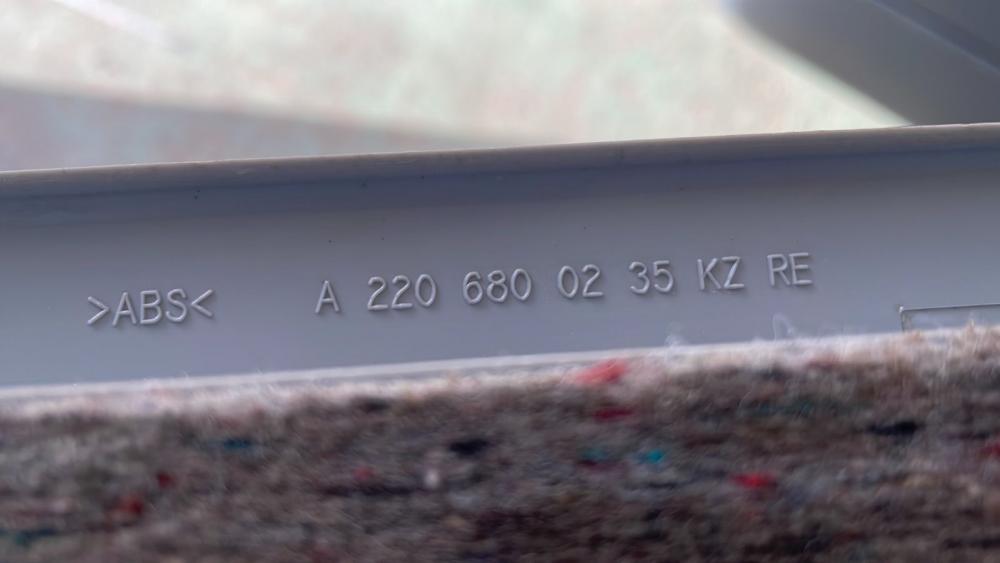 >ABS< A 220 680 02 35 KZ RE